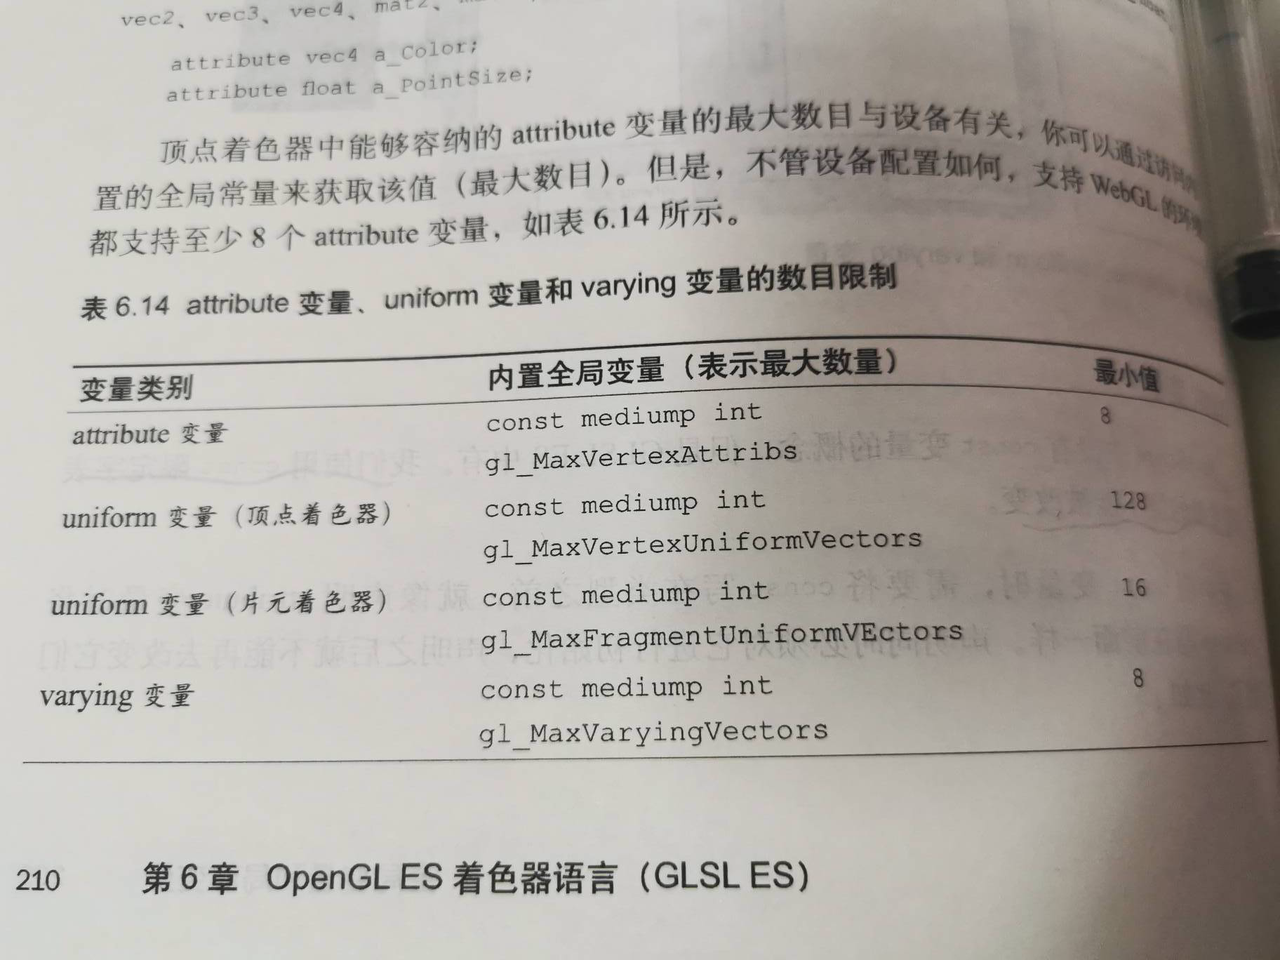 vec2、vec3、vec4、mat2、
attribute vec4 a_Color;
attribute float a_PointSize;
顶点着色器中能够容纳的 attribute 变量的最大数目与设备有关，你可以通过访问内
置的全局常量来获取该值（最大数目）。但是，不管设备配置如何，支持 WebGL 的环境
都支持至少 8 个 attribute 变量，如表 6.14 所示。
表 6.14 attribute 变量、uniform 变量和 varying 变量的数目限制
变量类别 内置全局变量（表示最大数量） 最小值
attribute 变量 const mediump int 8
gl_MaxVertexAttribs
uniform 变量（顶点着色器） const mediump int 128
gl_MaxVertexUniformVectors
uniform 变量（片元着色器） const mediump int 16
gl_MaxFragmentUniformVEctors
varying 变量 const mediump int 8
gl_MaxVaryingVectors
210 第 6 章 OpenGL ES 着色器语言（GLSL ES）